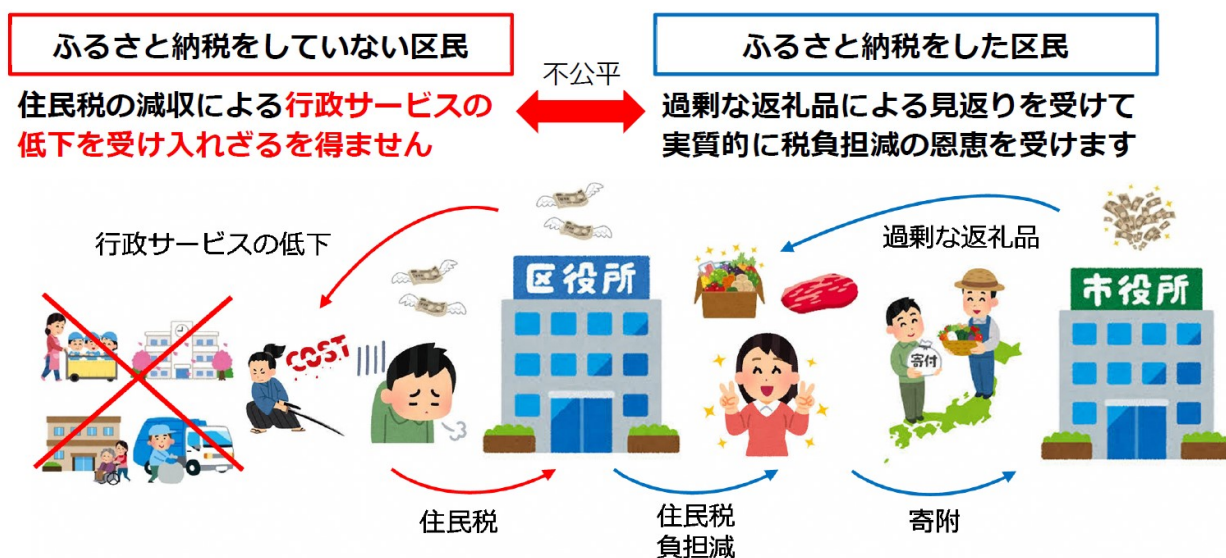 ふるさと納税をしていない区民
不公平
ふるさと納税をした区民
住民税の減収による行政サービスの
低下を受け入れざるを得ません
過剰な返礼品による見返りを受けて
実質的に税負担減の恩恵を受けます
行政サービスの低下
過剰な返礼品
区役所
市役所
COST
寄付
住民税
住民税
負担減
寄附